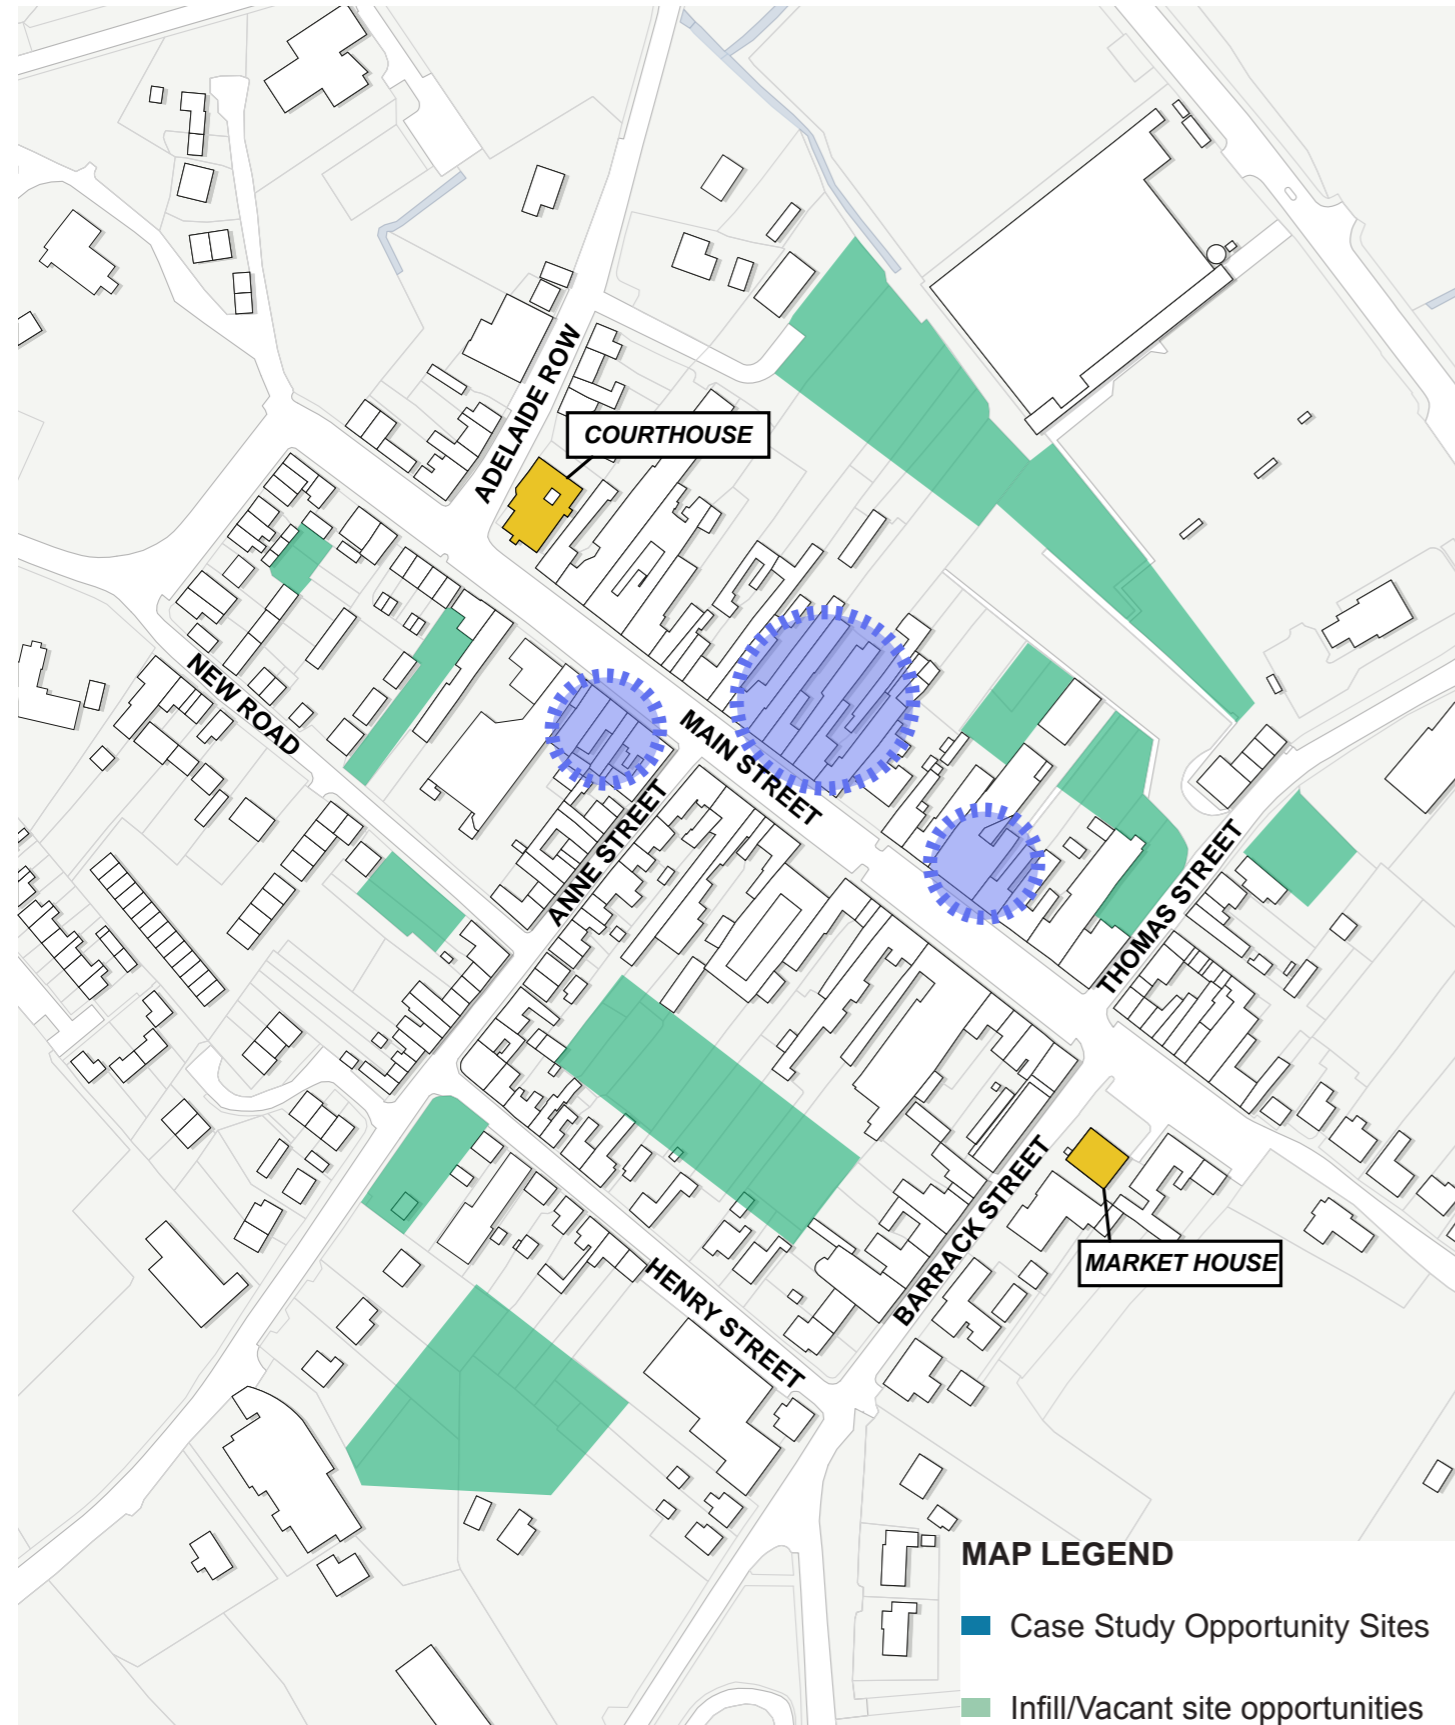 ADELAIDE ROW
COURTHOUSE
NEW ROAD
MAIN STREET
ANNE STREET
THOMAS STREET
BARRACK STREET
MARKET HOUSE
HENRY STREET
MAP LEGEND
Case Study Opportunity Sites
Infill/Vacant site opportunities